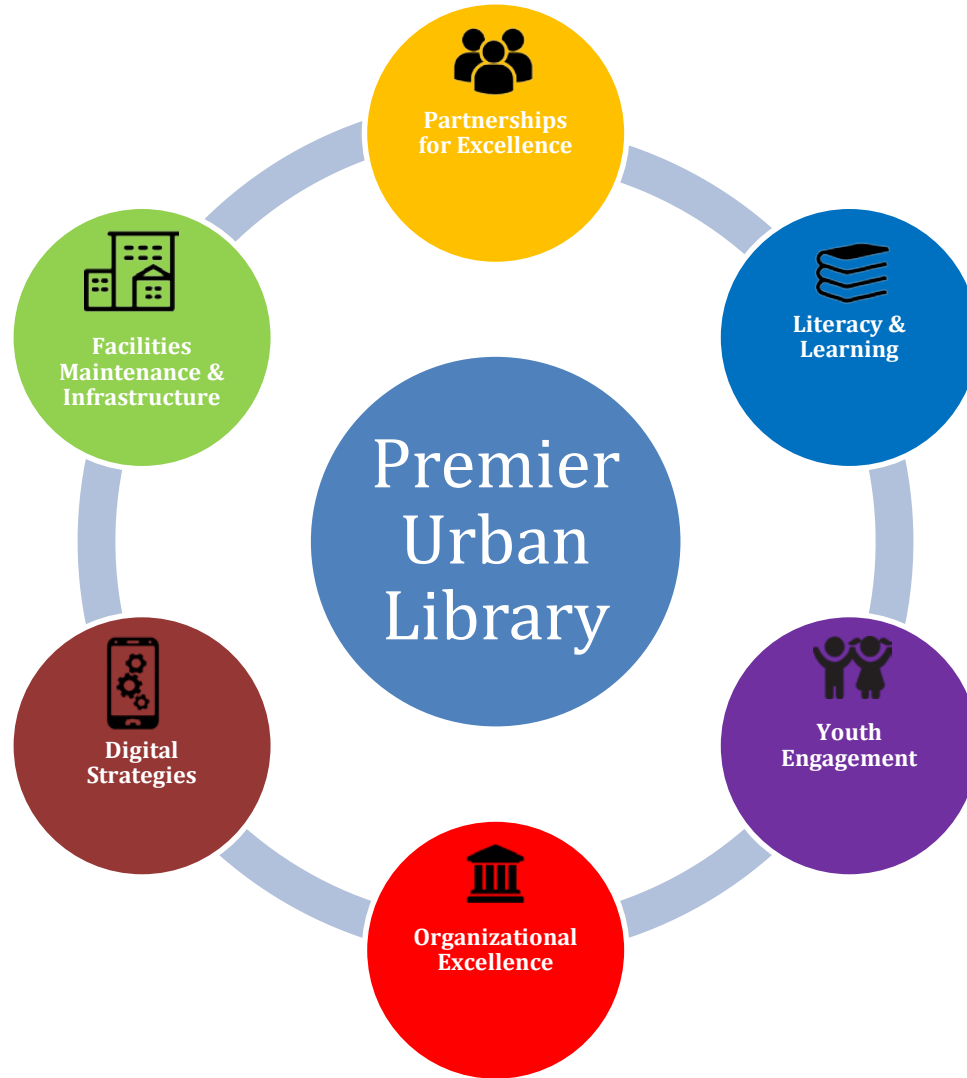 Partnerships
for Excellence
Literacy &
Learning
Youth
Engagement
Organizational
Excellence
Digital
Strategies
Facilities
Maintenance &
Infrastructure
Premier
Urban
Library